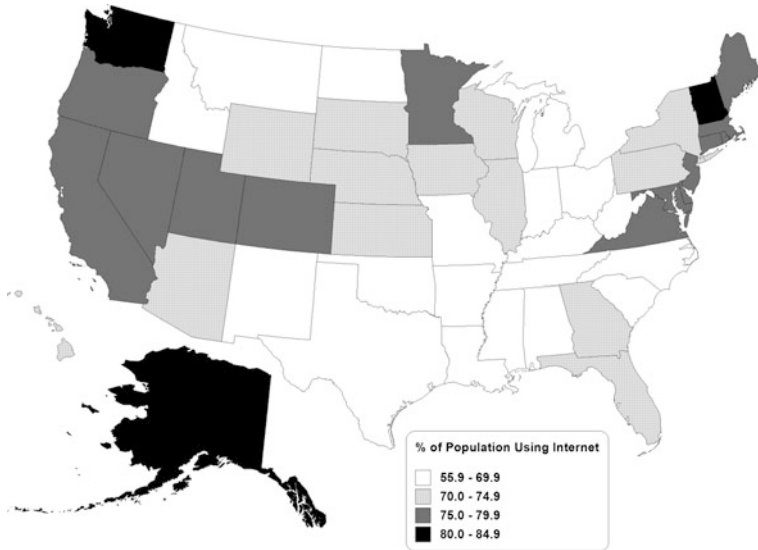 % of Population Using Internet
55.9 - 69.9
70.0 - 74.9
75.0 - 79.9
80.0 - 84.9